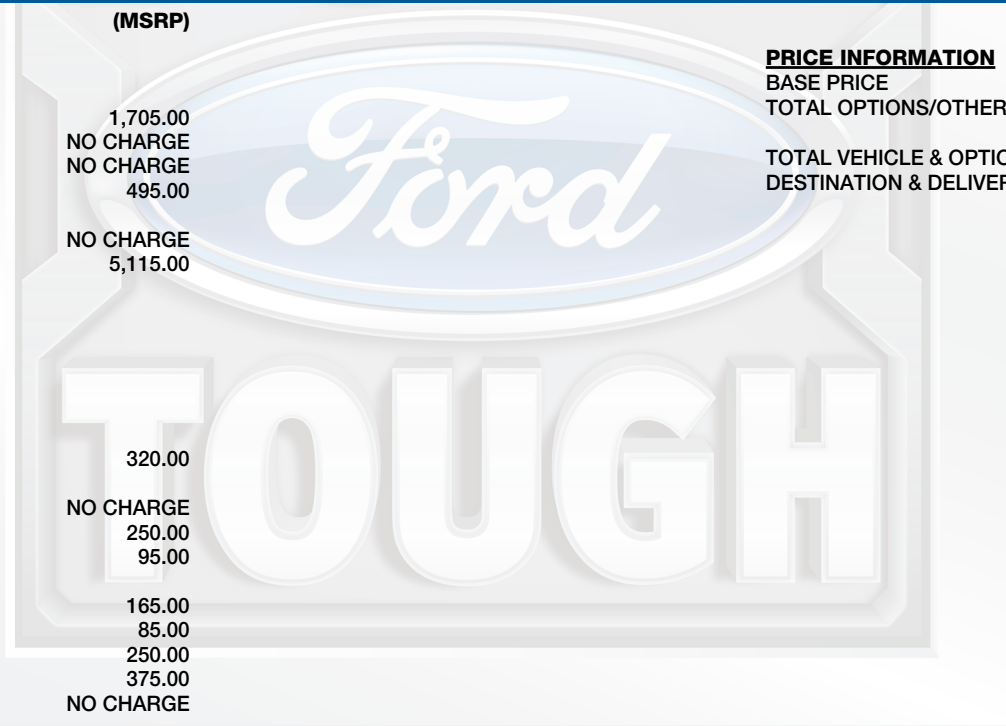 (MSRP)
1,705.00
NO CHARGE
NO CHARGE
495.00
NO CHARGE
5,115.00
320.00
NO CHARGE
250.00
95.00
165.00
85.00
250.00
375.00
NO CHARGE
PRICE INFORMATION
BASE PRICE
TOTAL OPTIONS/OTHER
TOTAL VEHICLE & OPTIO
DESTINATION & DELIVER
Ford
TOUGH